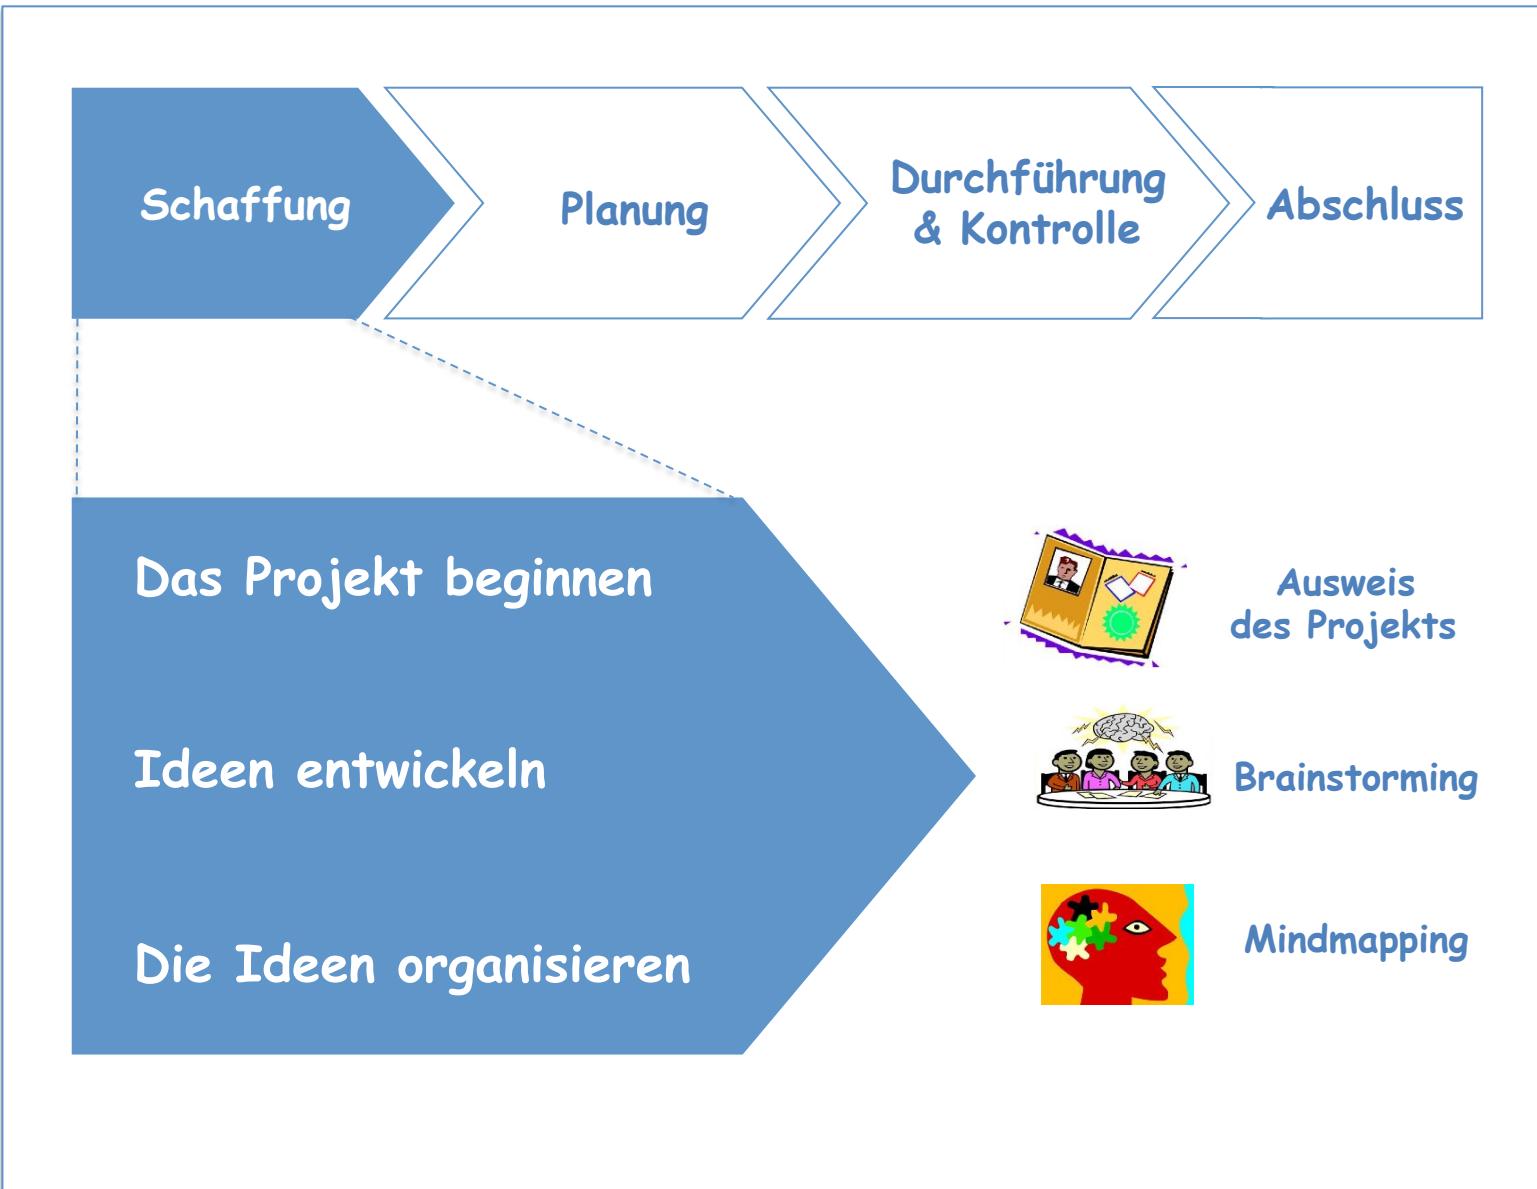 Schaffung
Planung
Durchführung
& Kontrolle
Abschluss
Das Projekt beginnen
Ausweis
des Projekts
Ideen entwickeln
Brainstorming
Die Ideen organisieren
Mindmapping